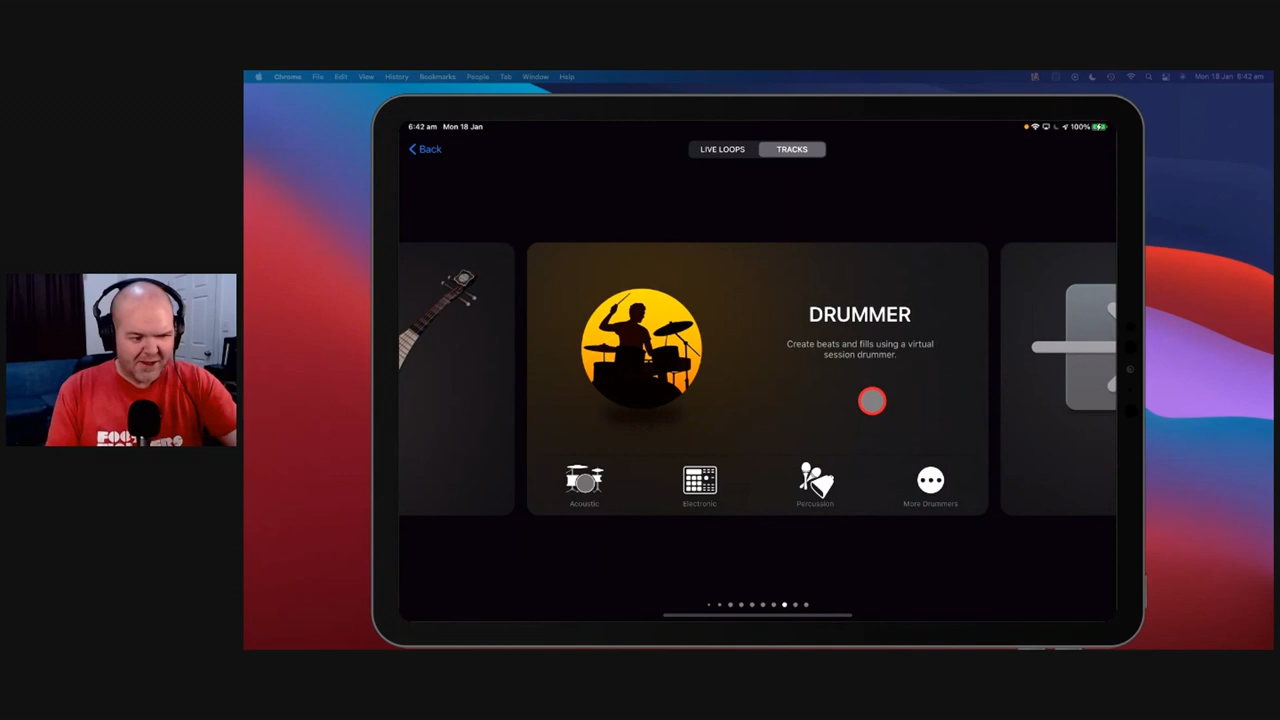 Chrome File Edit View History Bookmarks People Tab Window Help
Mon 18 Jan 6:42 am
6:42 am Mon 18 Jan
100%
Back
LIVE LOOPS TRACKS
DRUMMER
Create beats and fills using a virtual
session drummer.
Acoustic Electronic Percussion More Drummers
FOO